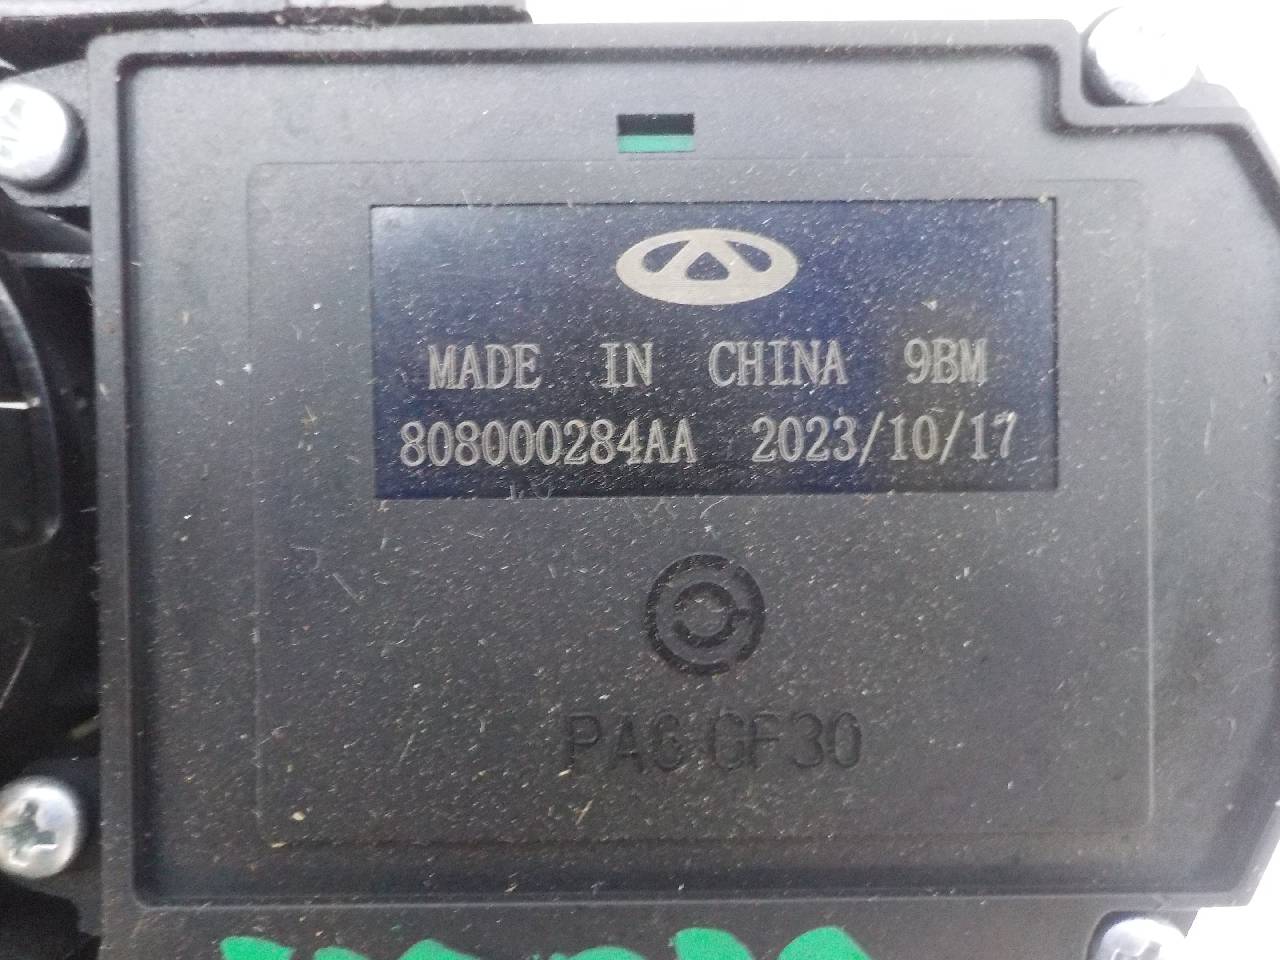 MADE IN CHINA 9BM
808000284AA 2023/10/17
PA6 GF30